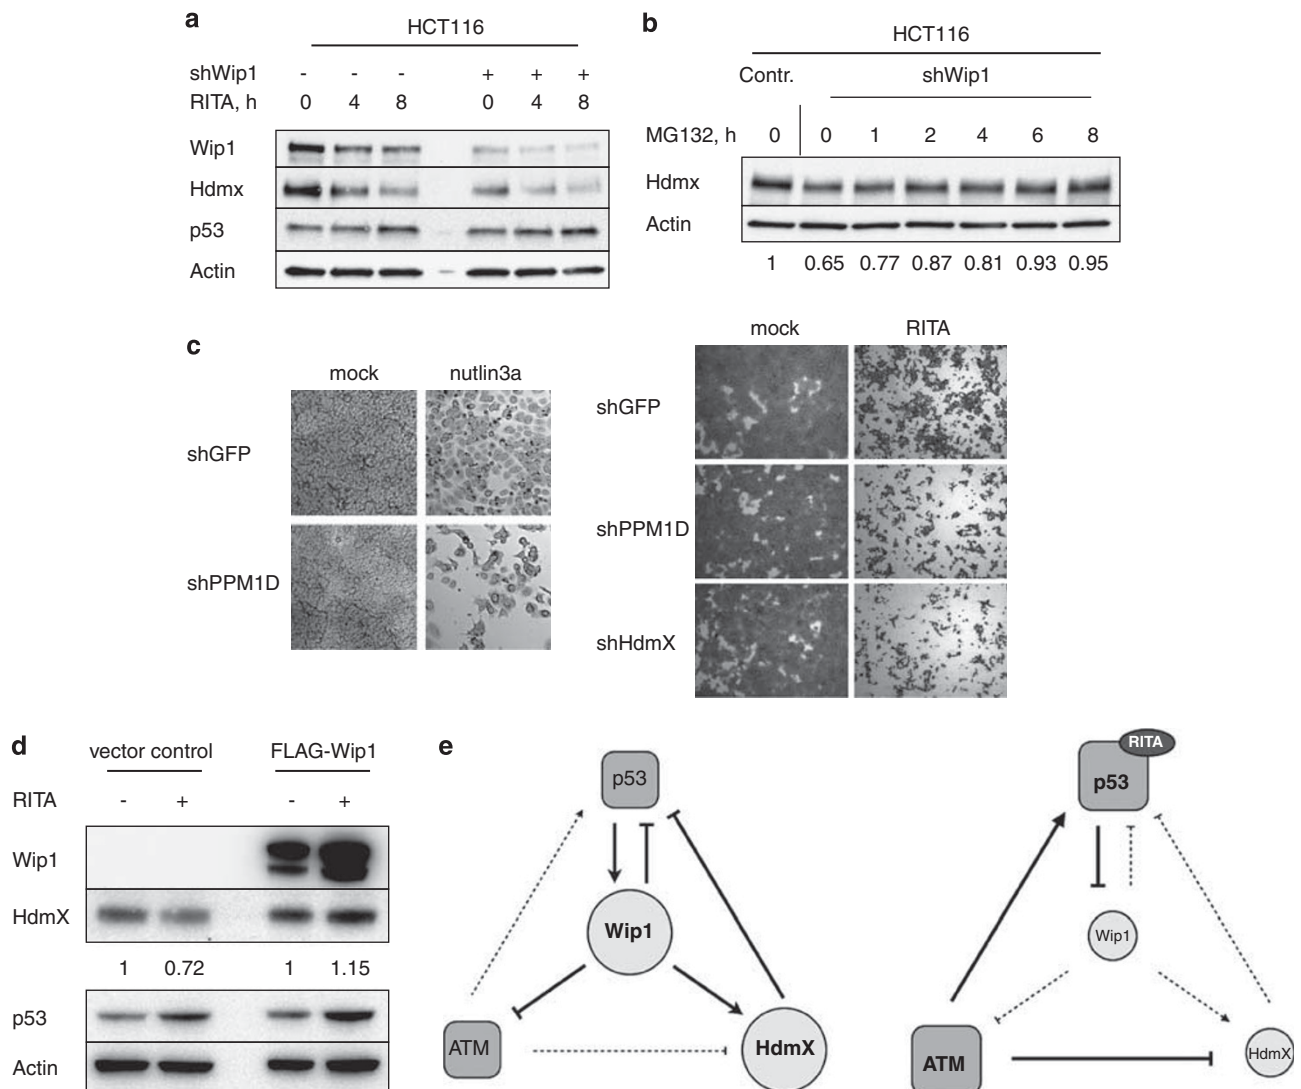 a
HCT116
shWip1 - - - + + +
RITA, h 0 4 8 0 4 8
Wip1
Hdmx
p53
Actin
b
HCT116
Contr. shWip1
MG132, h 0 0 1 2 4 6 8
Hdmx
Actin
1 0.65 0.77 0.87 0.81 0.93 0.95
c
mock nutlin3a
shGFP
shPPM1D
mock RITA
shGFP
shPPM1D
shHdmX
d
vector control FLAG-Wip1
RITA - + - +
Wip1
HdmX
1 0.72 1 1.15
p53
Actin
e
p53
Wip1
ATM
HdmX
RITA
p53
Wip1
ATM
HdmX